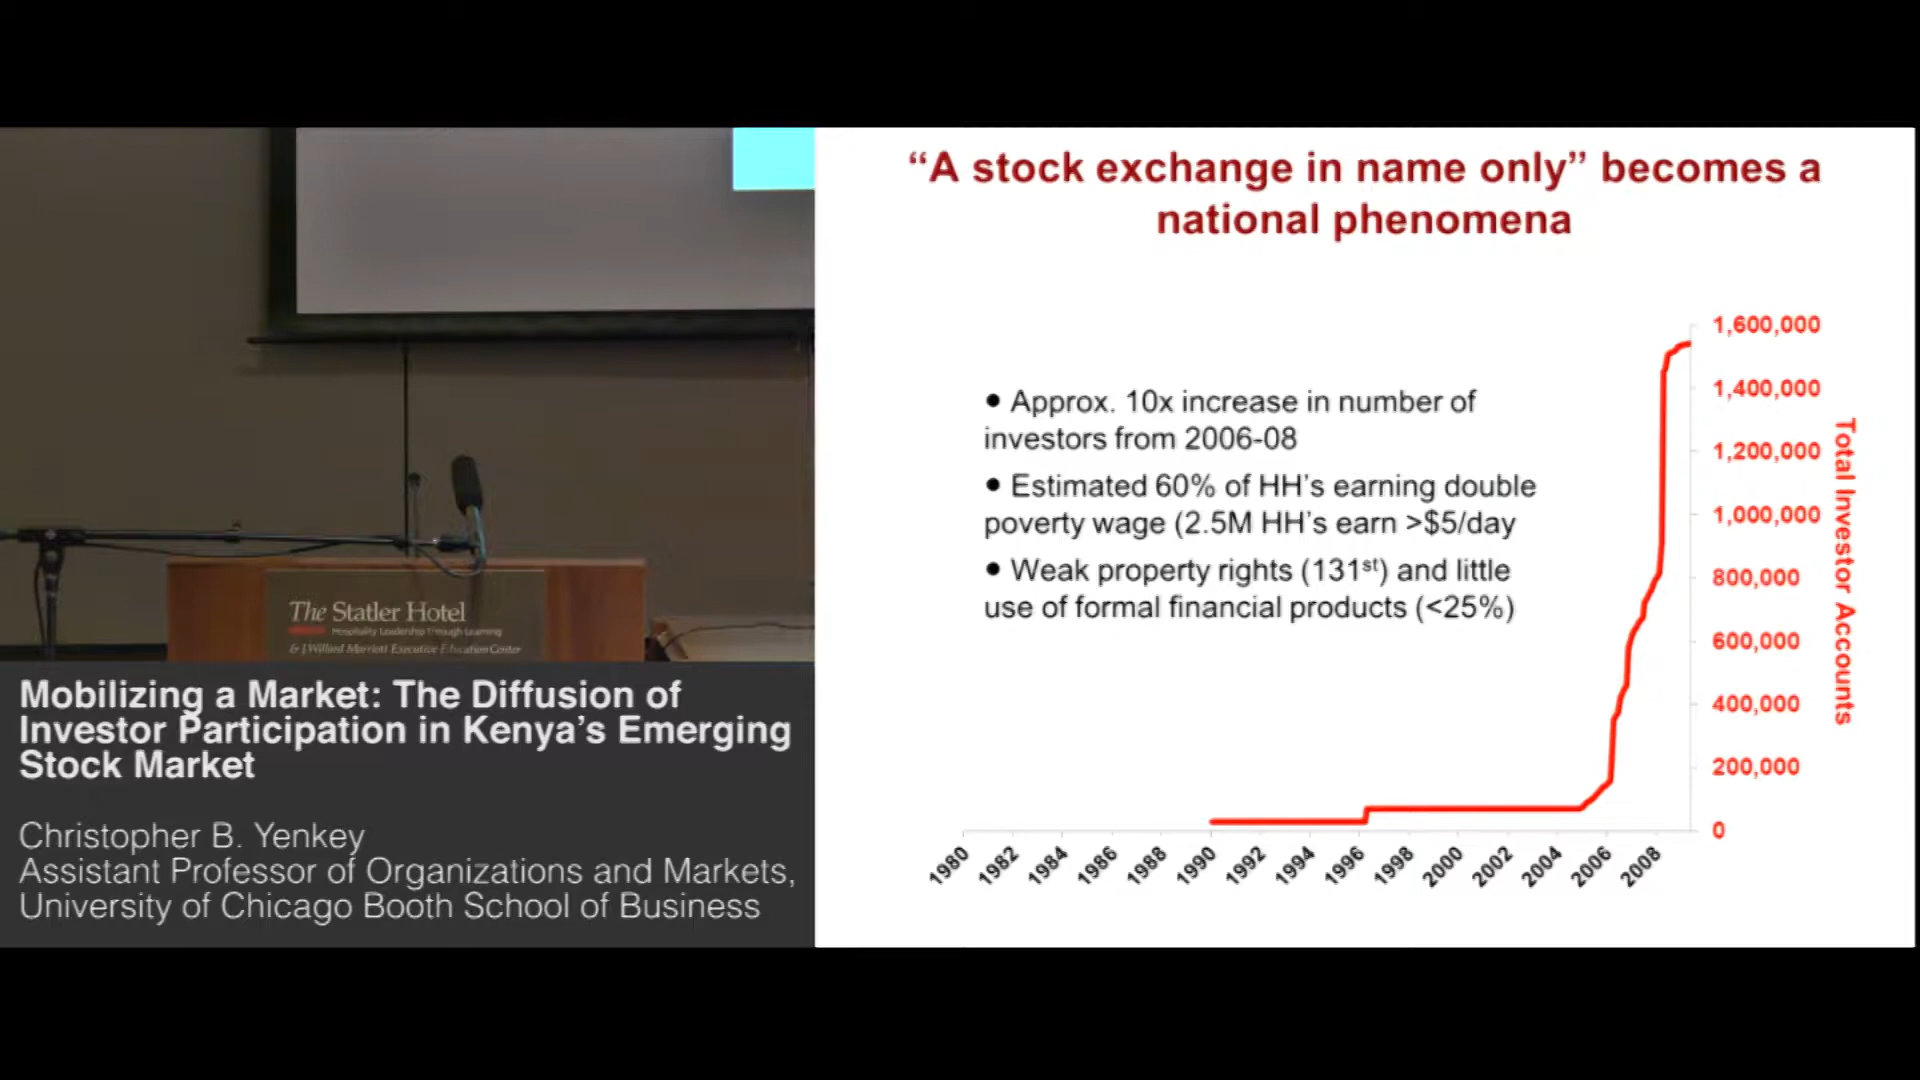 “A stock exchange in name only” becomes a
national phenomena
● Approx. 10x increase in number of
investors from 2006-08
● Estimated 60% of HH’s earning double
poverty wage (2.5M HH’s earn >$5/day
● Weak property rights (131st) and little
use of formal financial products (<25%)
1,600,000
1,400,000
1,200,000
1,000,000
800,000
600,000
400,000
200,000
0
Total Investor Accounts
1980
1982
1984
1986
1988
1990
1992
1994
1996
1998
2000
2002
2004
2006
2008
The Statler Hotel
Hospitality Leadership Through Learning
& J.Willard Marriott Executive Education Center
Mobilizing a Market: The Diffusion of
Investor Participation in Kenya’s Emerging
Stock Market
Christopher B. Yenkey
Assistant Professor of Organizations and Markets,
University of Chicago Booth School of Business